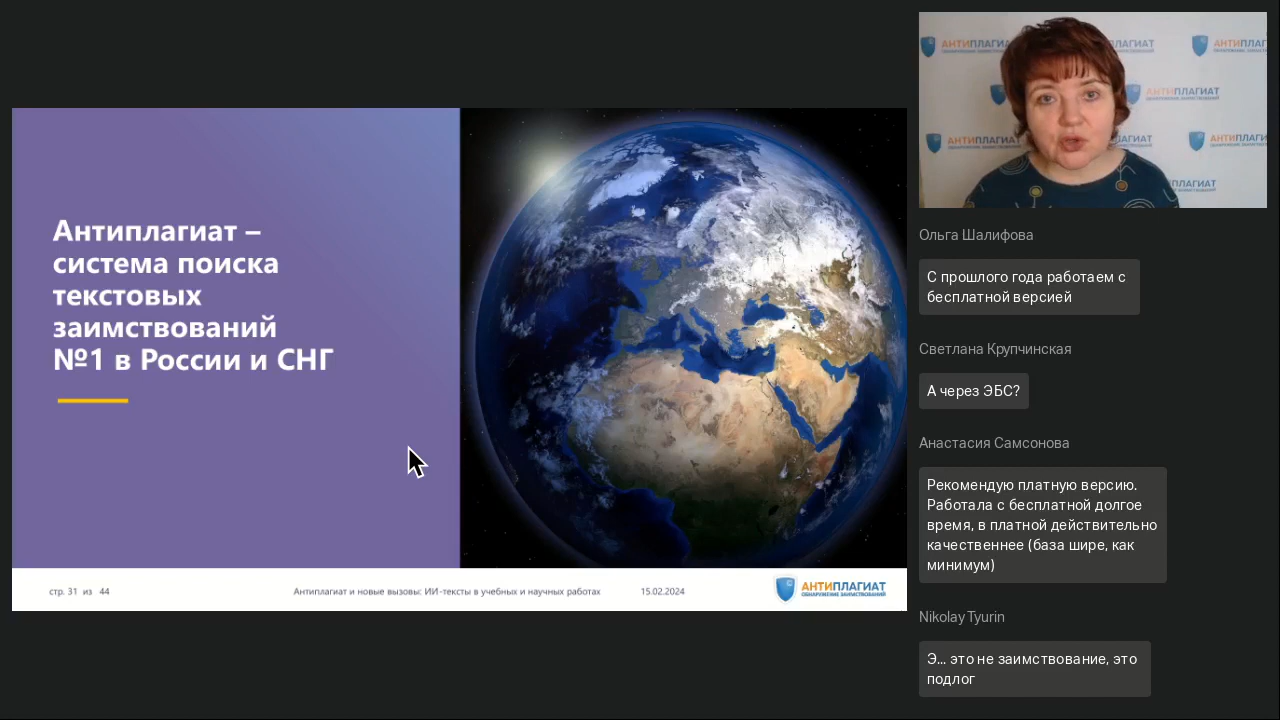 Антиплагиат –
система поиска
текстовых
заимствований
№1 в России и СНГ
стр. 31 из 44
Антиплагиат и новые вызовы: ИИ-тексты в учебных и научных работах
15.02.2024
АНТИПЛАГИАТ
ОБНАРУЖЕНИЕ ЗАИМСТВОВАНИЙ
АНТИПЛАГИАТ
Ольга Шалифова
С прошлого года работаем с
бесплатной версией
Светлана Крупчинская
А через ЭБС?
Анастасия Самсонова
Рекомендую платную версию.
Работала с бесплатной долгое
время, в платной действительно
качественнее (база шире, как
минимум)
Nikolay Tyurin
Э... это не заимствование, это
подлог